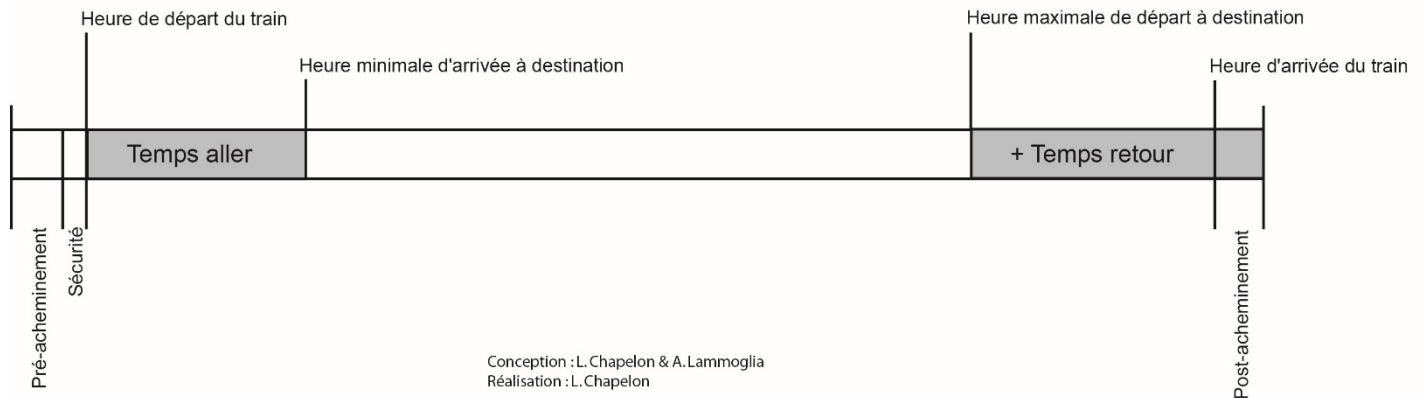 Heure de départ du train
Heure maximale de départ à destination
Heure minimale d'arrivée à destination
Heure d'arrivée du train
Temps aller
+ Temps retour
Pré-acheminement
Sécurité
Post-acheminement
Conception : L. Chapelon & A. Lammoglia
Réalisation : L. Chapelon